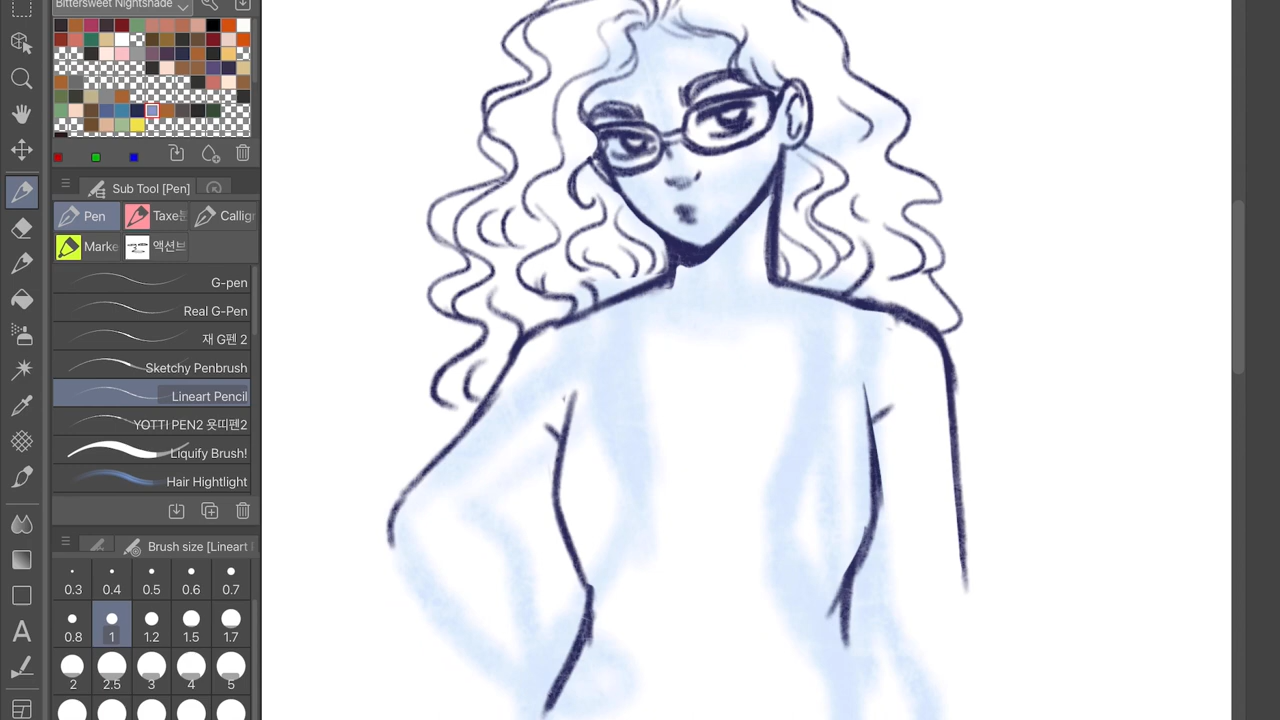 Bittersweet Nightshade
Sub Tool [Pen]
Pen
Calligr
Marke
액션브
G-pen
Real G-Pen
재 G펜 2
Sketchy Penbrush
Lineart Pencil
YOTTI PEN2 욧띠펜2
Liquify Brush!
Hair Hightlight
Brush size [Lineart
0.3 0.4 0.5 0.6 0.7
0.8 1 1.2 1.5 1.7
2 2.5 3 4 5
A